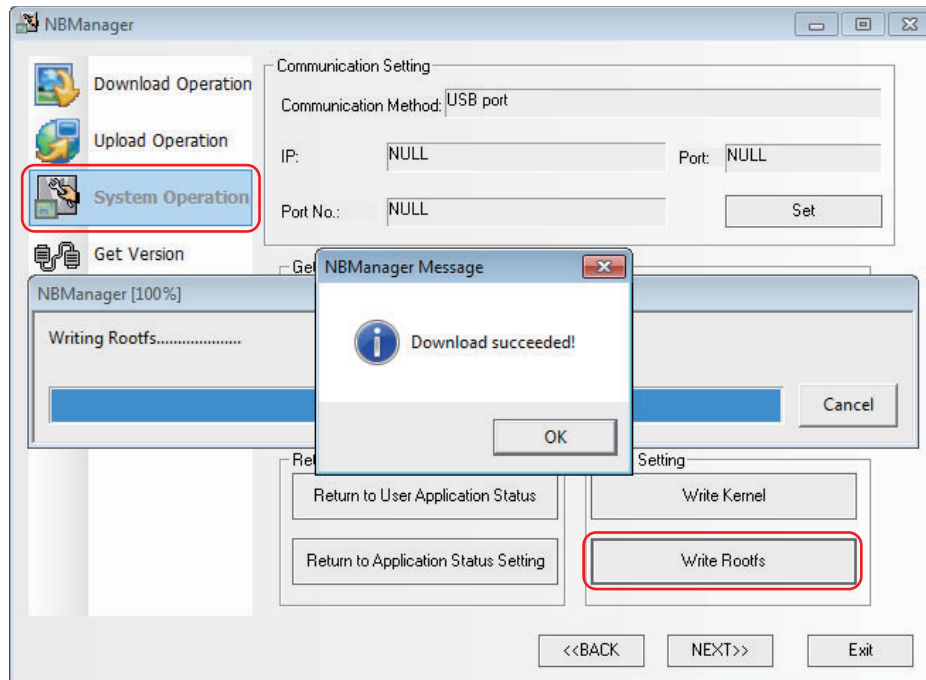 NBManager
Download Operation
Upload Operation
System Operation
Get Version
Communication Setting
Communication Method: USB port
IP: NULL Port: NULL
Port No.: NULL Set
Get
NBManager [100%]
Writing Rootfs....................
Cancel
NBManager Message
Download succeeded!
OK
Ret
Return to User Application Status
Return to Application Status Setting
Setting
Write Kernel
Write Rootfs
<<BACK NEXT>> Exit